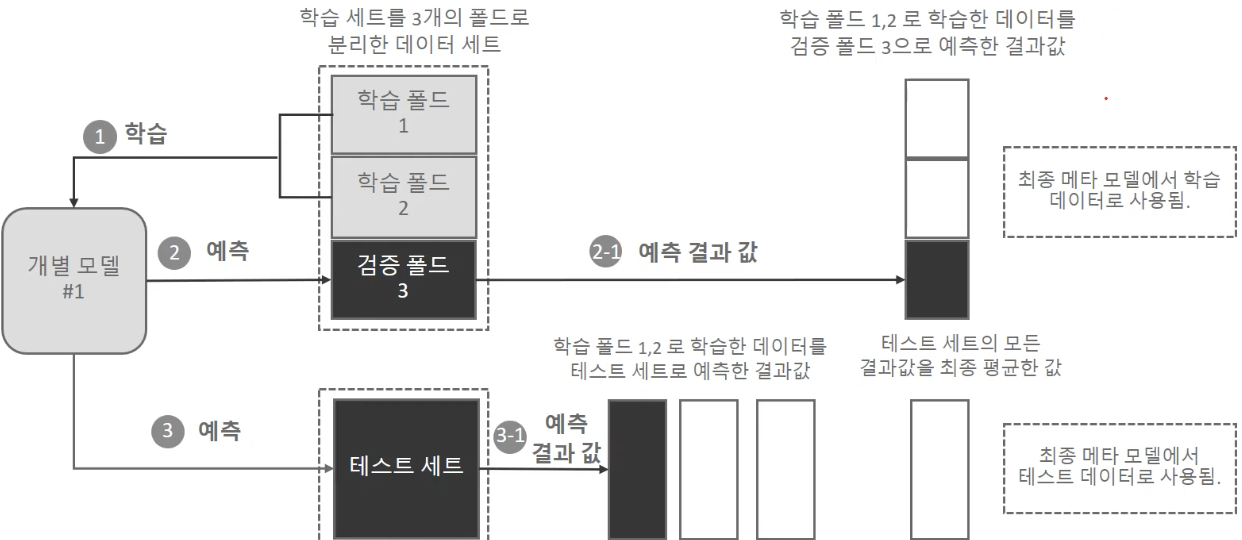 학습 세트를 3개의 폴드로
분리한 데이터 세트
학습 폴드 1,2 로 학습한 데이터를
검증 폴드 3으로 예측한 결과값
학습 폴드
1
1 학습
학습 폴드
2
최종 메타 모델에서 학습
데이터로 사용됨.
개별 모델
#1
2 예측
검증 폴드
3
2-1 예측 결과 값
학습 폴드 1,2 로 학습한 데이터를
테스트 세트로 예측한 결과값
테스트 세트의 모든
결과값을 최종 평균한 값
3 예측
테스트 세트
3-1 예측
결과 값
최종 메타 모델에서
테스트 데이터로 사용됨.